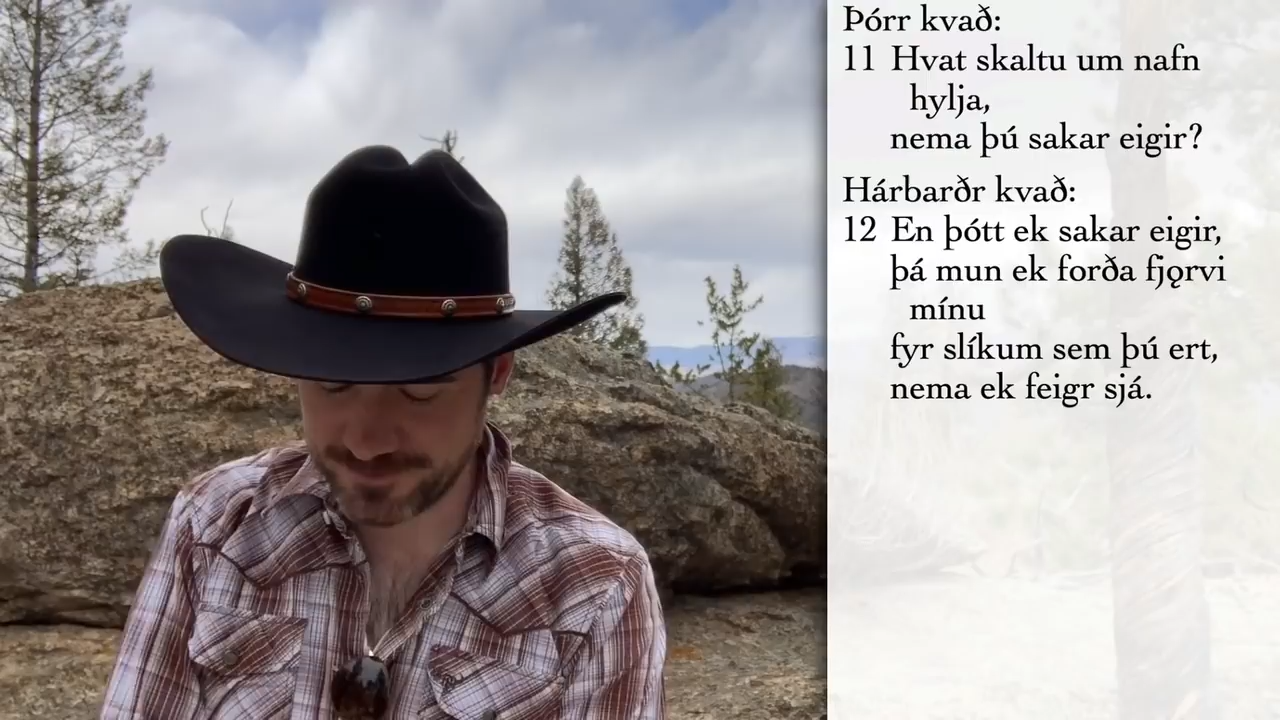 Þórr kvað:
11 Hvat skaltu um nafn
hylja,
nema þú sakar eigir?
Hárbarðr kvað:
12 En þótt ek sakar eigir,
þá mun ek forða fjǫrvi
mínu
fyr slíkum sem þú ert,
nema ek feigr sjá.